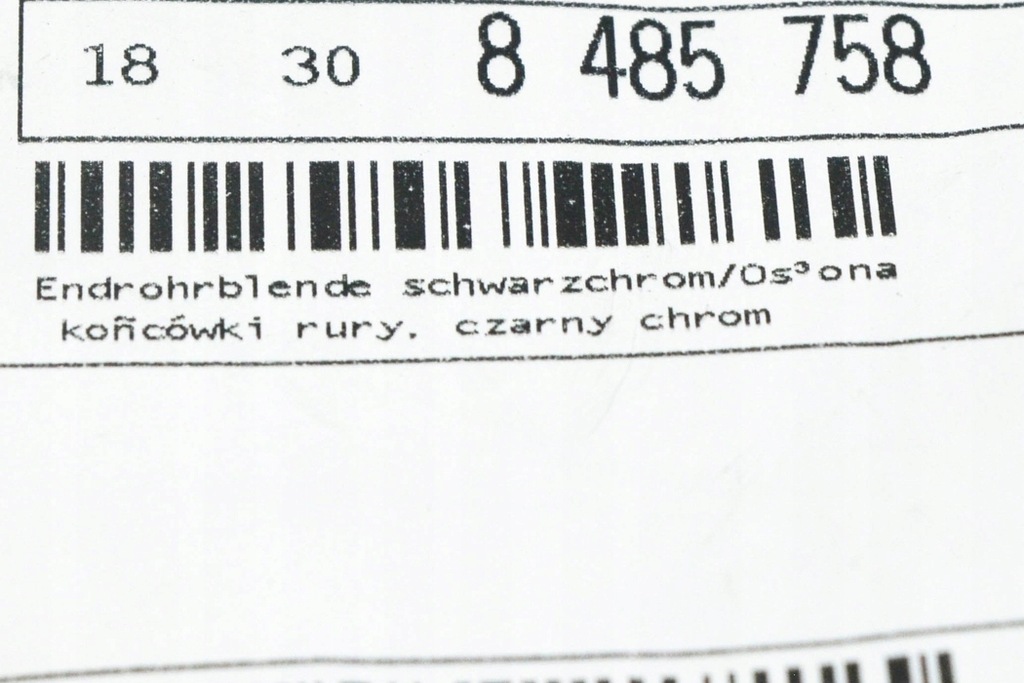 18 30 8 485 758
Endrohrblende schwarzchrom/Os³ona
końcówki rury, czarny chrom